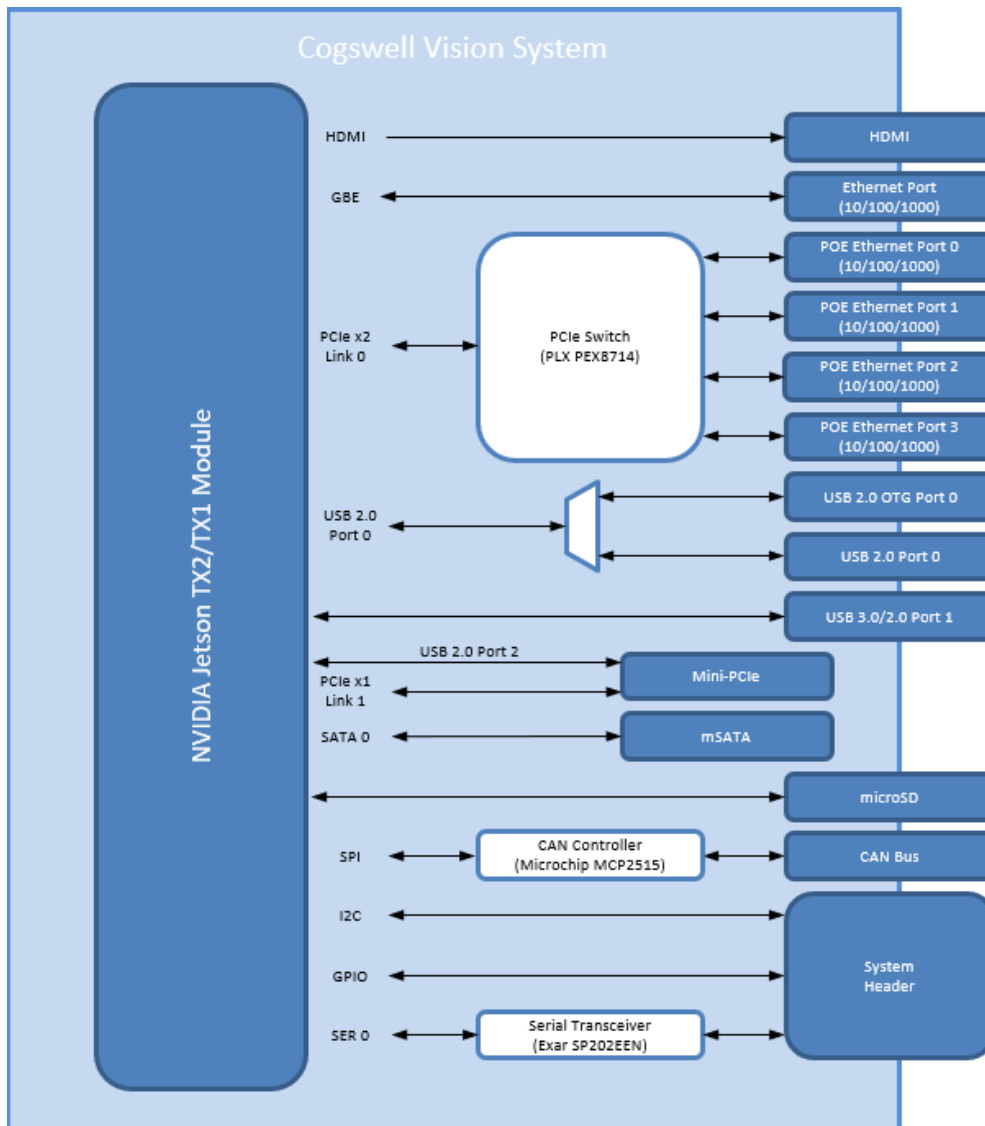 Cogswell Vision System
NVIDIA Jetson TX2/TX1 Module
HDMI
HDMI
GBE
Ethernet Port
(10/100/1000)
POE Ethernet Port 0
(10/100/1000)
POE Ethernet Port 1
(10/100/1000)
PCIe x2
Link 0
PCIe Switch
(PLX PEX8714)
POE Ethernet Port 2
(10/100/1000)
POE Ethernet Port 3
(10/100/1000)
USB 2.0
Port 0
USB 2.0 OTG Port 0
USB 2.0 Port 0
USB 3.0/2.0 Port 1
USB 2.0 Port 2
PCIe x1
Link 1
Mini-PCIe
SATA 0
mSATA
microSD
SPI
CAN Controller
(Microchip MCP2515)
CAN Bus
I2C
GPIO
System
Header
SER 0
Serial Transceiver
(Exar SP202EEN)